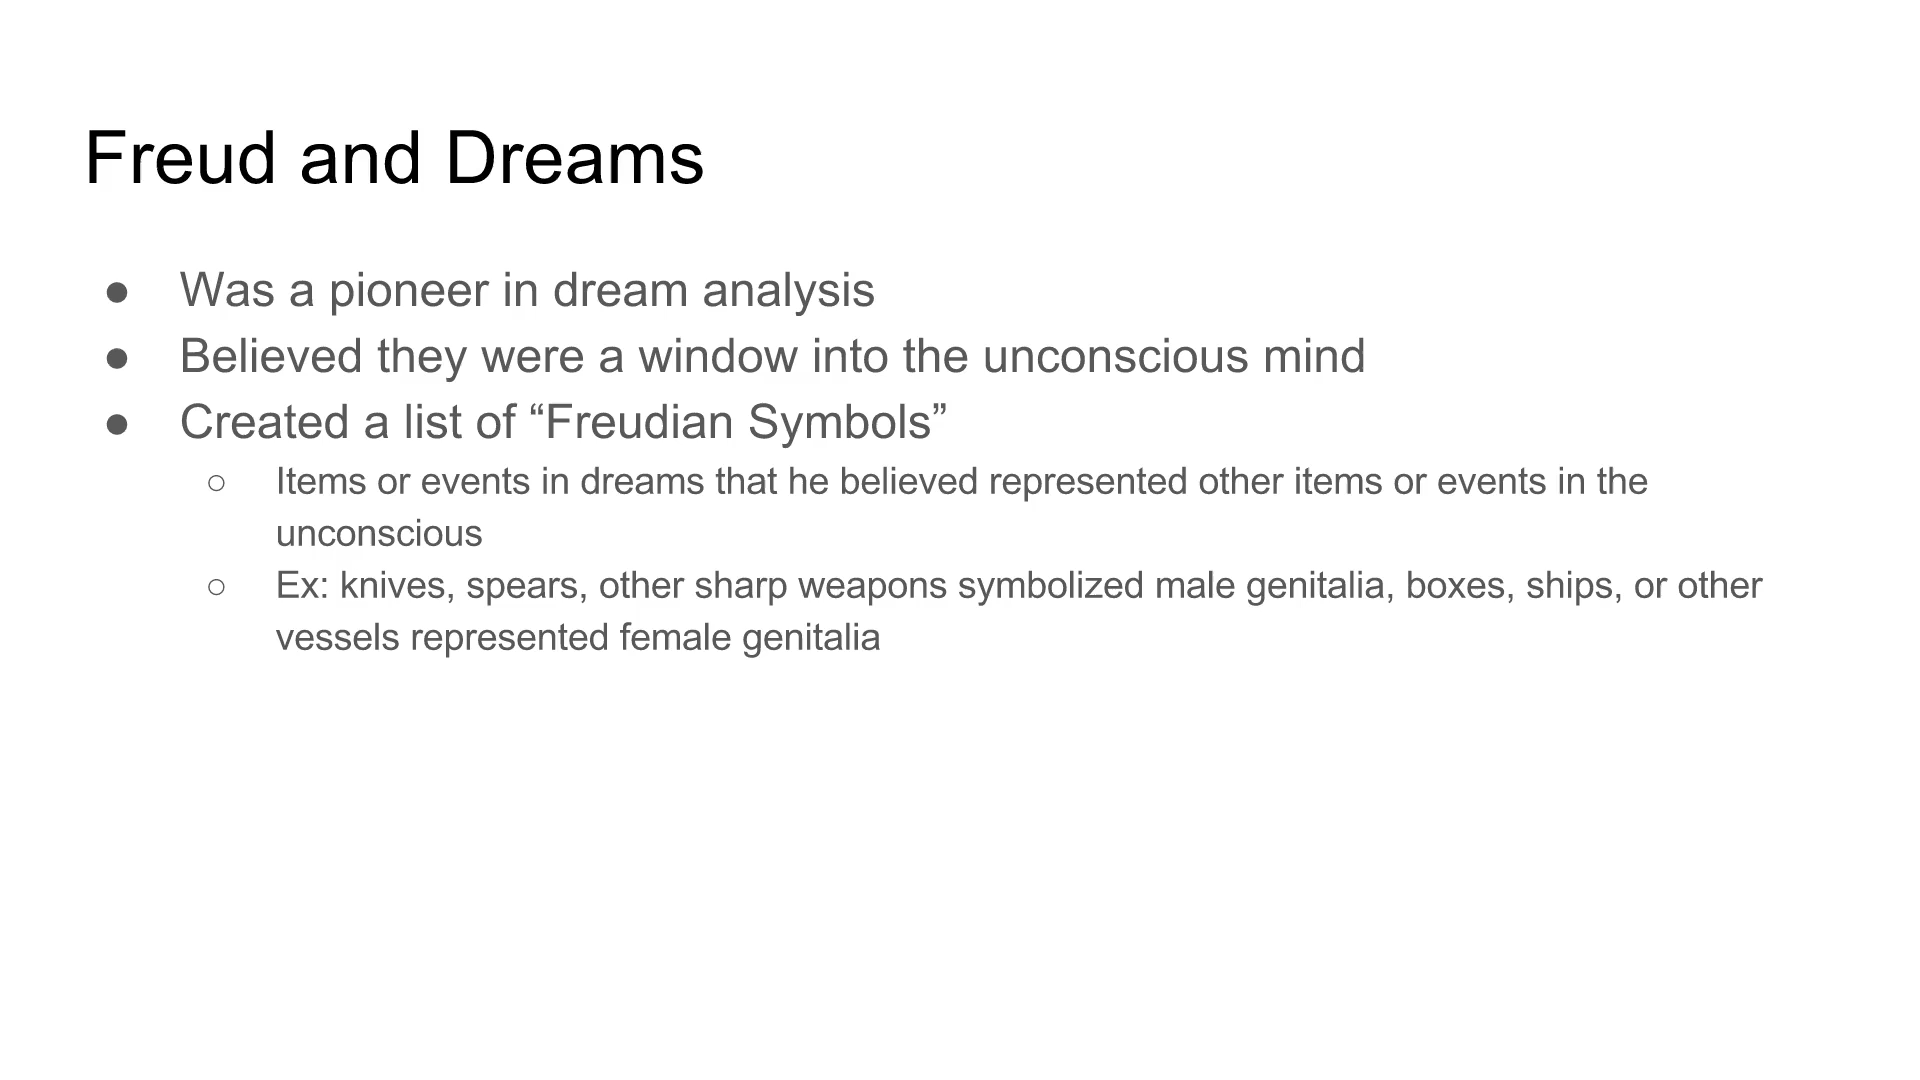 Freud and Dreams
● Was a pioneer in dream analysis
● Believed they were a window into the unconscious mind
● Created a list of “Freudian Symbols”
○ Items or events in dreams that he believed represented other items or events in the
unconscious
○ Ex: knives, spears, other sharp weapons symbolized male genitalia, boxes, ships, or other
vessels represented female genitalia